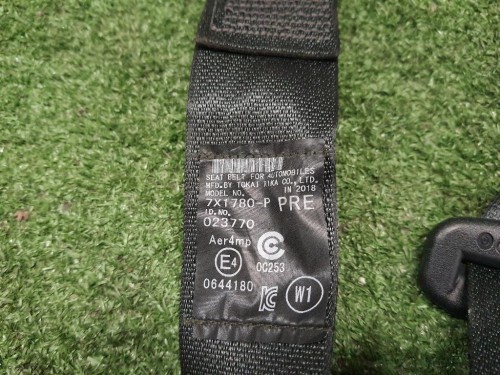 SEAT BELT FOR AUTOMOBILES
MFD.BY TOKAI RIKA CO.,LTD.
MODEL NO. IN 2018
7X1780-P PRE
ID.NO.
023770
Aer4mp
E4
0C253
0644180
W1